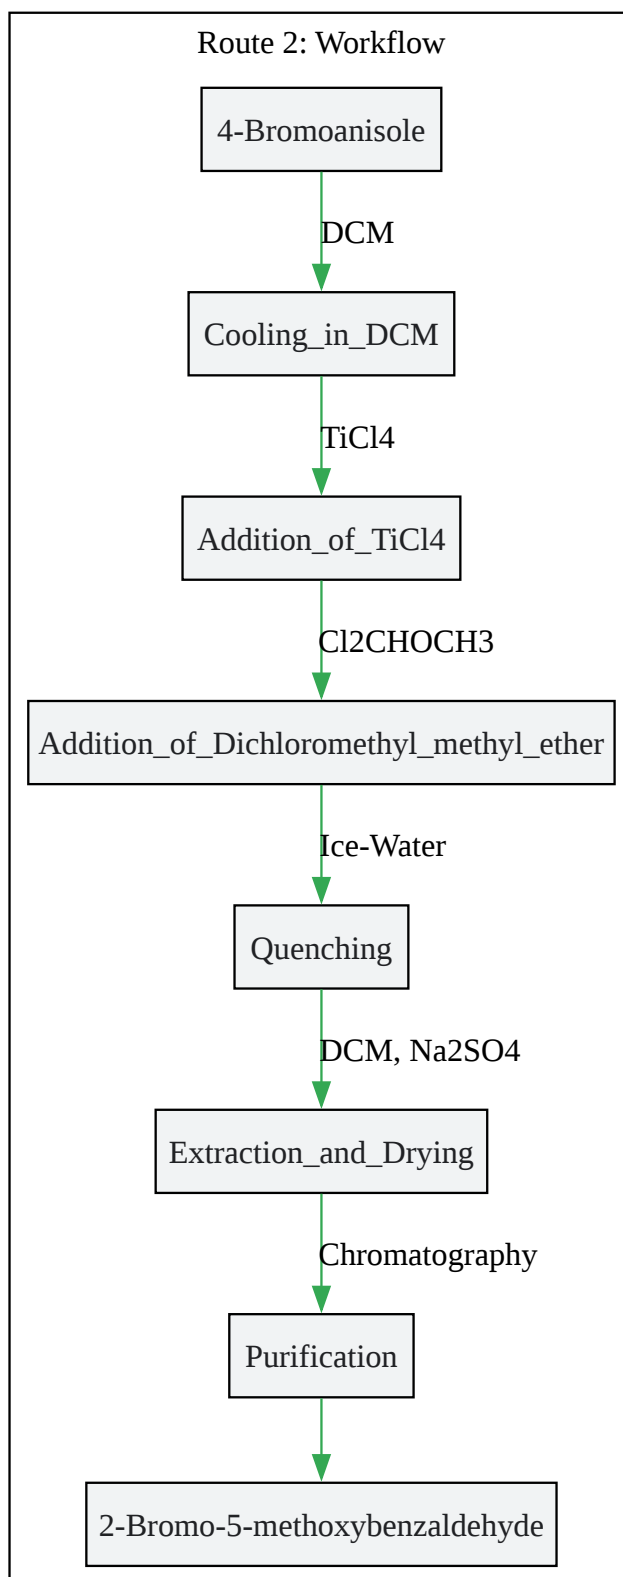 Route 2: Workflow
4-Bromoanisole
DCM
Cooling_in_DCM
TiCl4
Addition_of_TiCl4
Cl2CHOCH3
Addition_of_Dichloromethyl_methyl_ether
Ice-Water
Quenching
DCM, Na2SO4
Extraction_and_Drying
Chromatography
Purification
2-Bromo-5-methoxybenzaldehyde